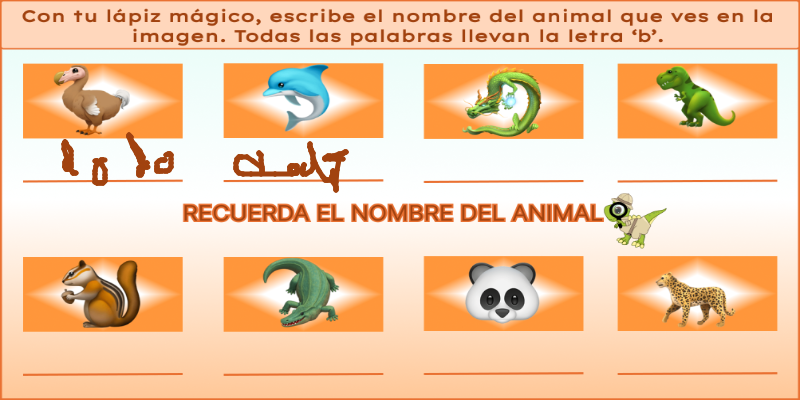 Con tu lápiz mágico, escribe el nombre del animal que ves en la
imagen. Todas las palabras llevan la letra ‘b’.
RECUERDA EL NOMBRE DEL ANIMAL